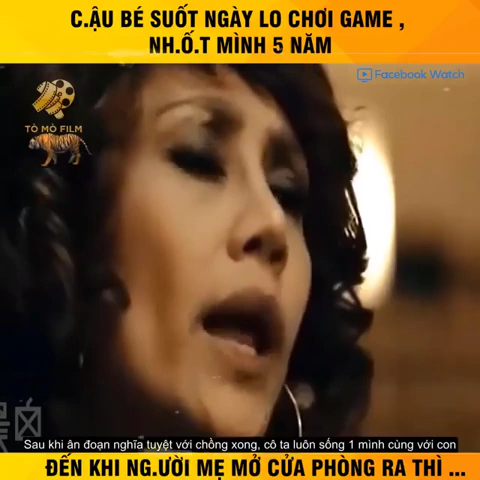 C.ẬU BÉ SUỐT NGÀY LO CHƠI GAME ,
NH.Ố.T MÌNH 5 NĂM
Facebook Watch
TÒ MÒ FILM
Sau khi ân đoạn nghĩa tuyệt với chồng xong, cô ta luôn sống 1 mình cùng với con
ĐẾN KHI NG.ƯỜI MẸ MỞ CỬA PHÒNG RA THÌ ...